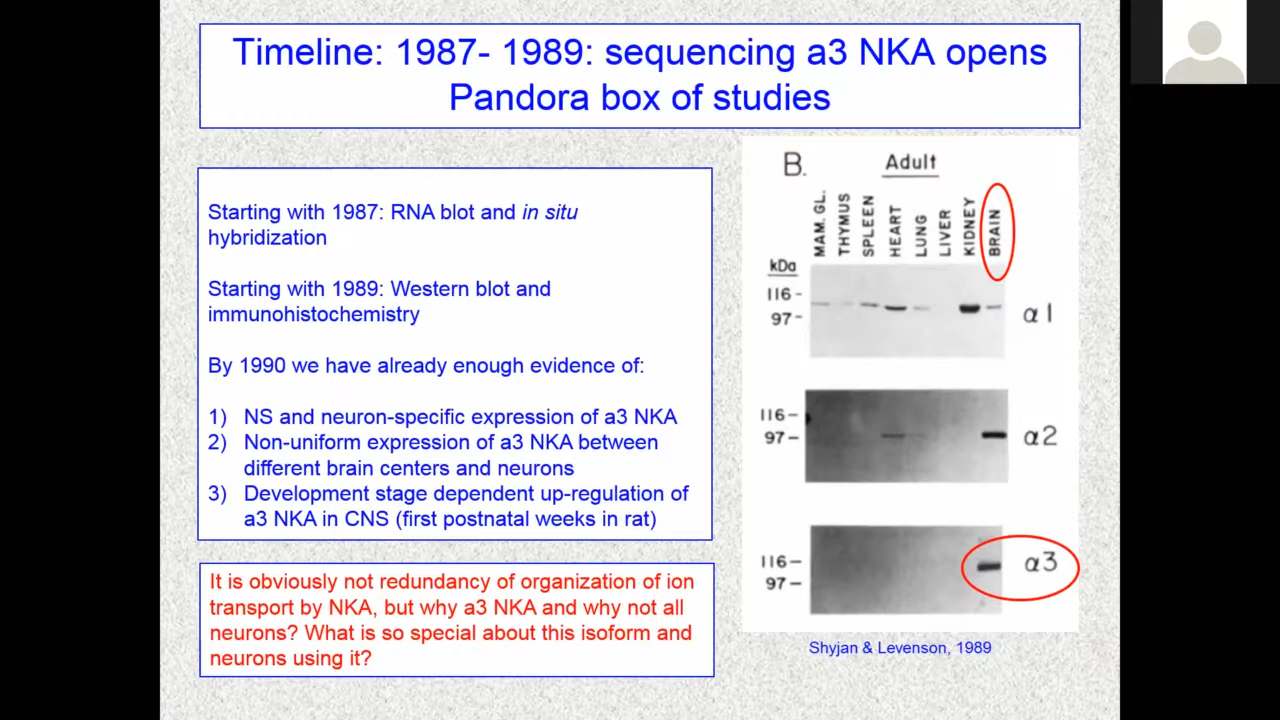 Timeline: 1987- 1989: sequencing a3 NKA opens
Pandora box of studies
Starting with 1987: RNA blot and in situ
hybridization
Starting with 1989: Western blot and
immunohistochemistry
By 1990 we have already enough evidence of:
1) NS and neuron-specific expression of a3 NKA
2) Non-uniform expression of a3 NKA between
different brain centers and neurons
3) Development stage dependent up-regulation of
a3 NKA in CNS (first postnatal weeks in rat)
It is obviously not redundancy of organization of ion
transport by NKA, but why a3 NKA and why not all
neurons? What is so special about this isoform and
neurons using it?
B. Adult
MAM. GL.
THYMUS
SPLEEN
HEART
LUNG
LIVER
KIDNEY
BRAIN
kDa
116-
97-
α1
116-
97-
α2
116-
97-
α3
Shyjan & Levenson, 1989